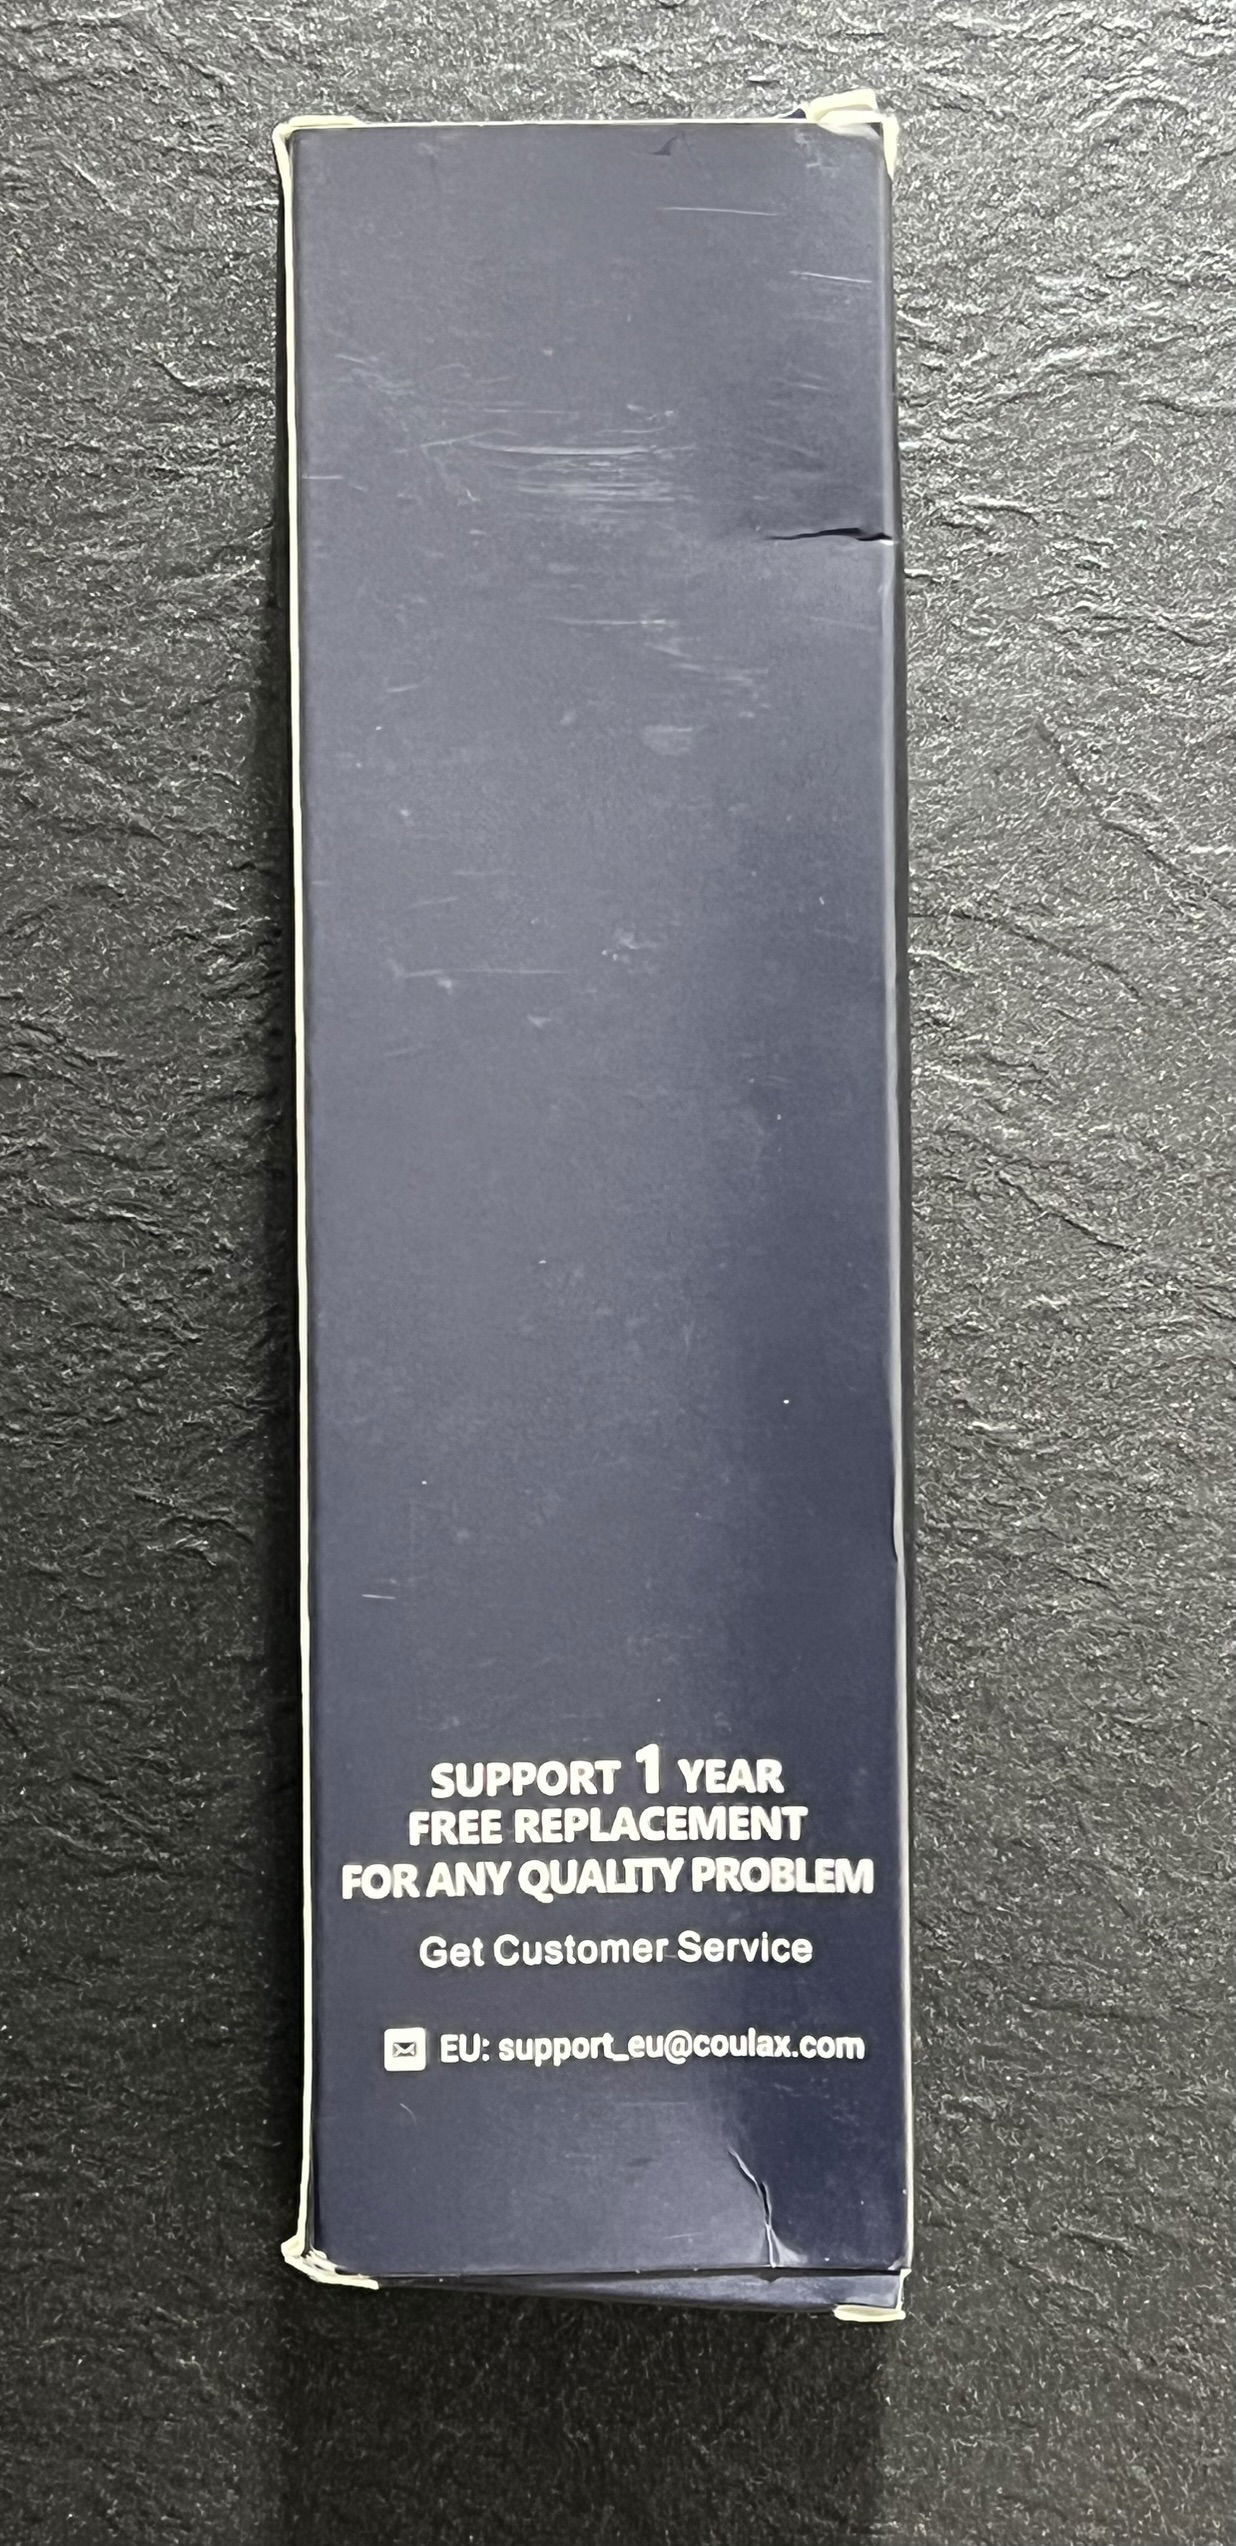 SUPPORT 1 YEAR
FREE REPLACEMENT
FOR ANY QUALITY PROBLEM
Get Customer Service
EU: support_eu@coulax.com